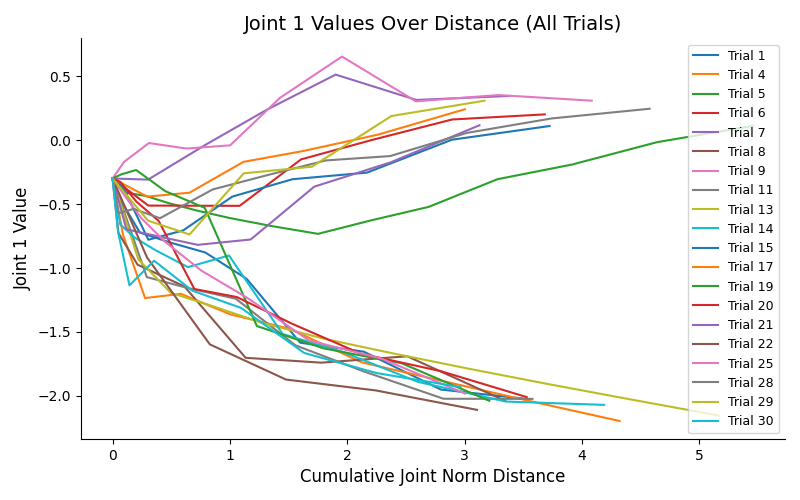 Joint 1 Values Over Distance (All Trials)
Joint 1 Value
0.5
0.0
−0.5
−1.0
−1.5
−2.0
0
1
2
3
4
5
Cumulative Joint Norm Distance
Trial 1
Trial 4
Trial 5
Trial 6
Trial 7
Trial 8
Trial 9
Trial 11
Trial 13
Trial 14
Trial 15
Trial 17
Trial 19
Trial 20
Trial 21
Trial 22
Trial 25
Trial 28
Trial 29
Trial 30